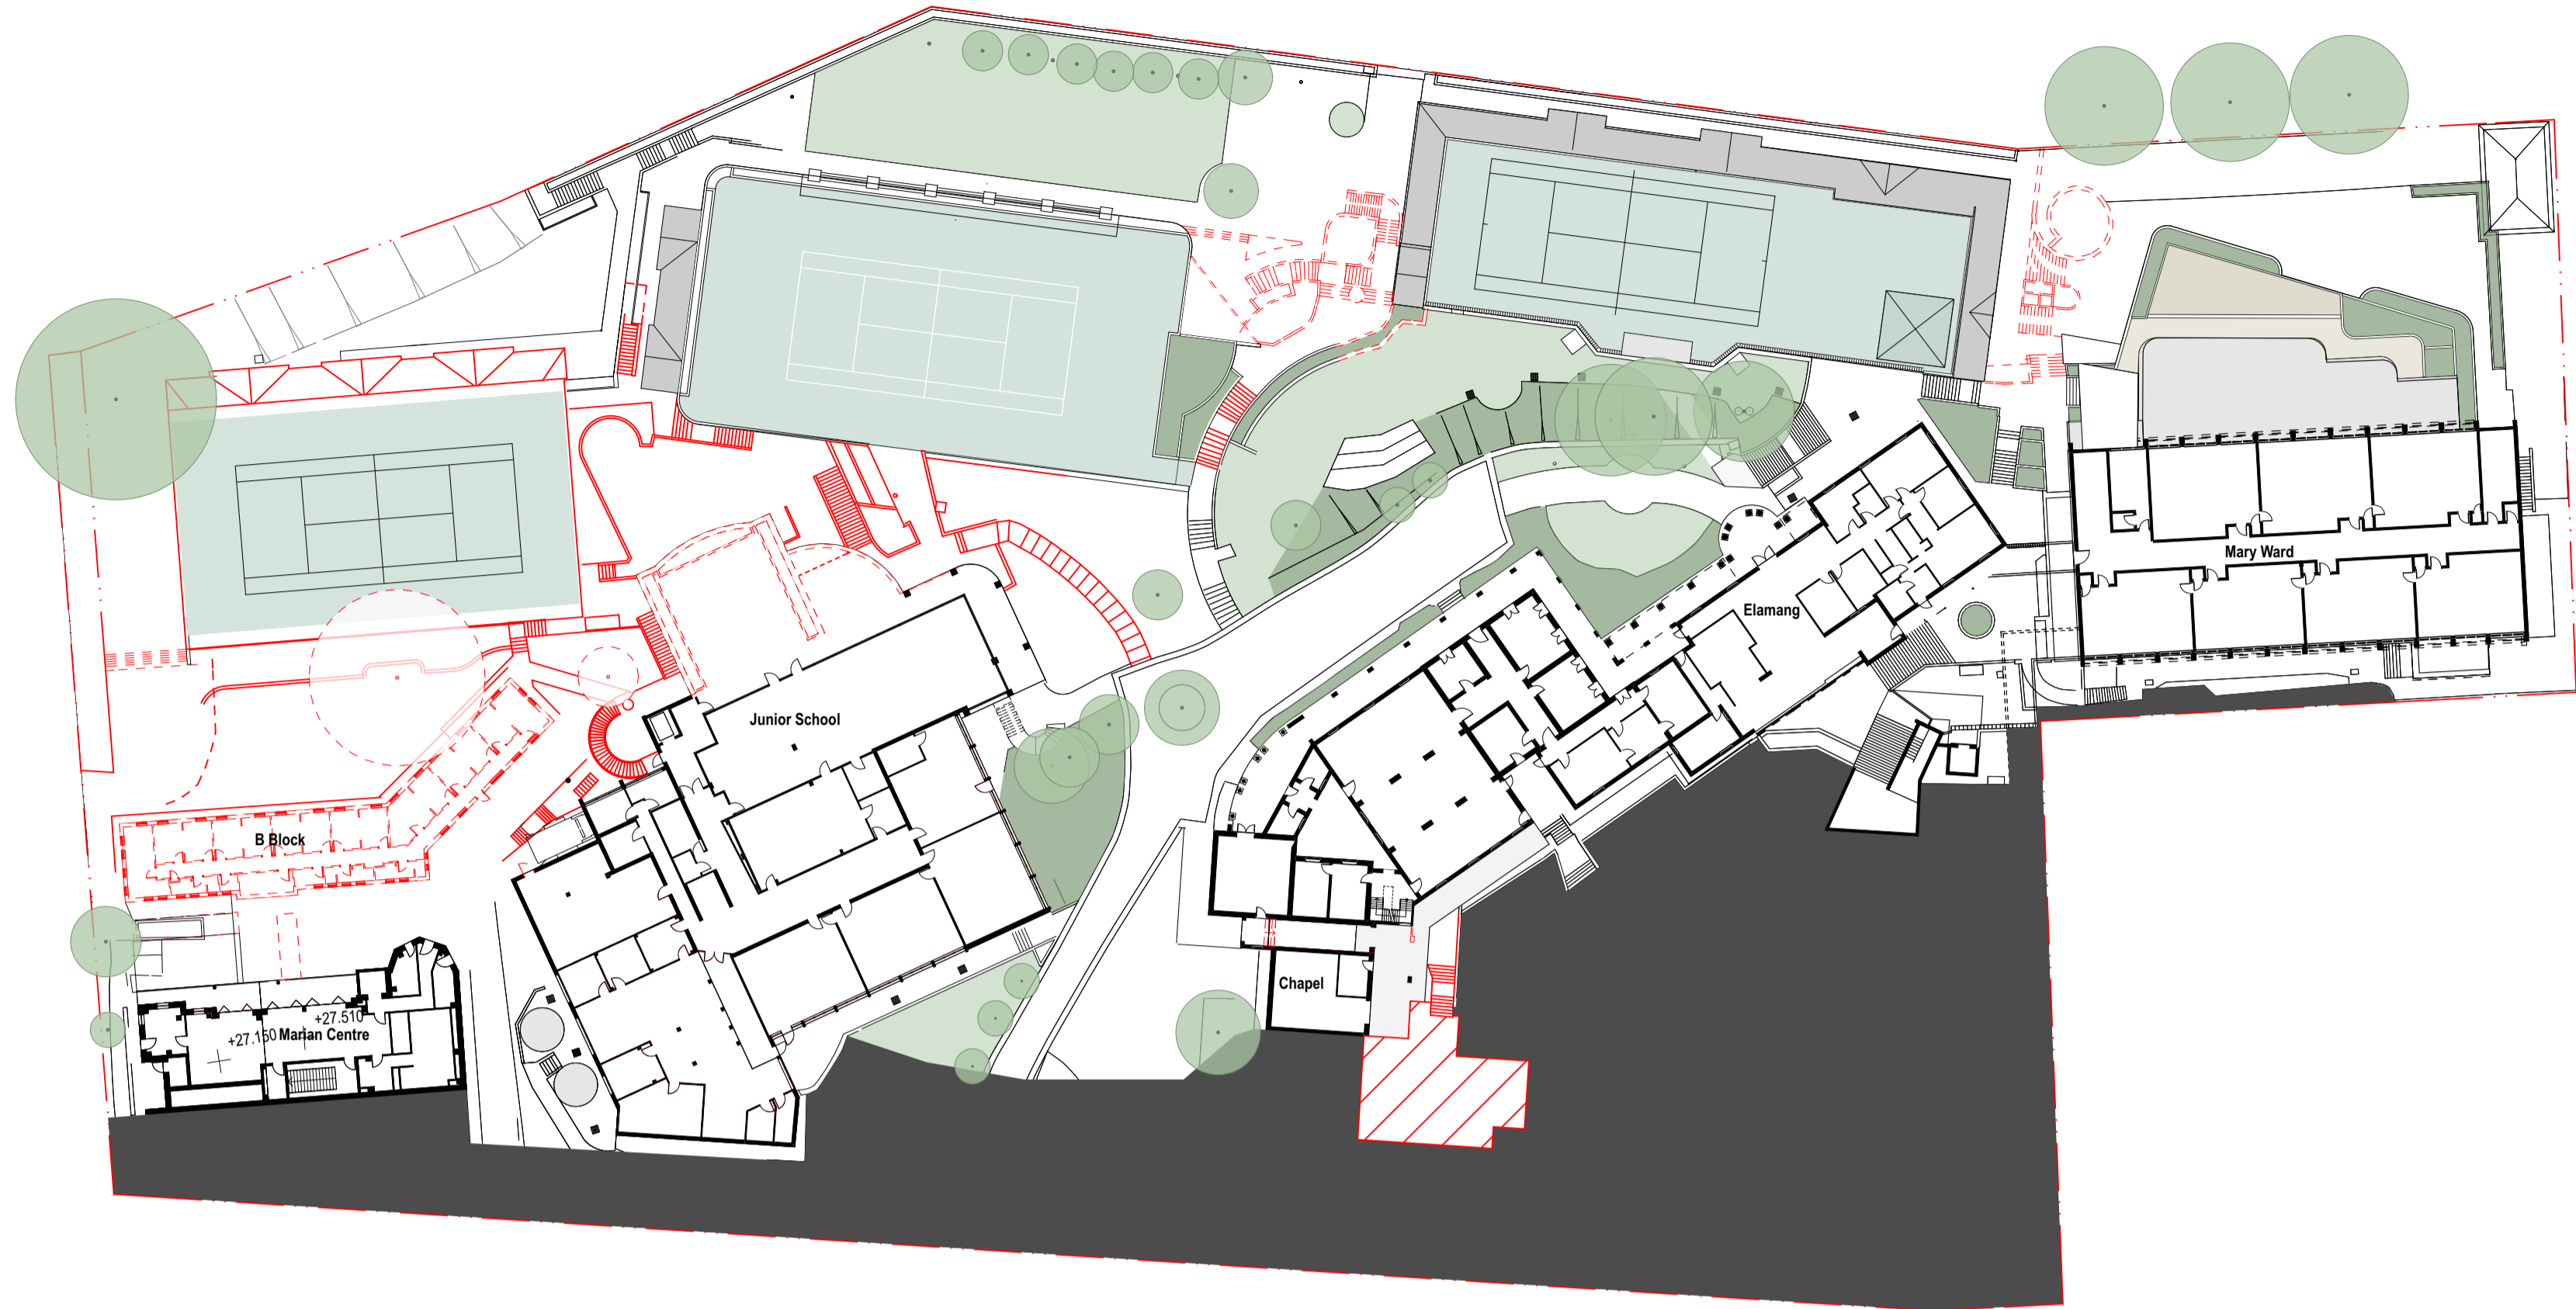 Mary Ward
Elamang
Junior School
B Block
Chapel
+27.510
+27.150
Marian Centre